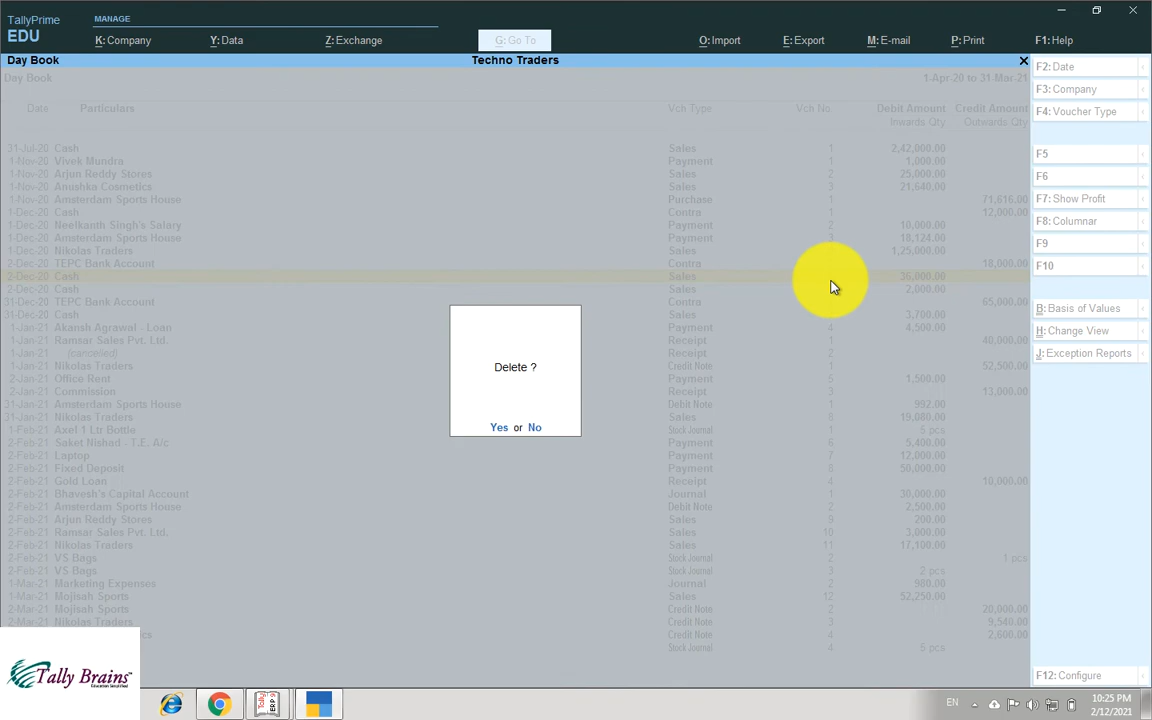 TallyPrime
EDU
MANAGE
K: Company
Y: Data
Z: Exchange
G: Go To
O: Import
E: Export
M: E-mail
P: Print
F1: Help
Day Book
Techno Traders
Day Book
1-Apr-20 to 31-Mar-21
Date Particulars Vch Type Vch No. Debit Amount Credit Amount
Inwards Qty Outwards Qty
31-Jul-20 Cash Sales 1 2,42,000.00
1-Nov-20 Vivek Mundra Payment 1 1,000.00
1-Nov-20 Arjun Reddy Stores Sales 2 25,000.00
1-Nov-20 Anushka Cosmetics Sales 3 21,640.00
1-Nov-20 Amsterdam Sports House Purchase 1 71,616.00
1-Dec-20 Cash Contra 1 12,000.00
1-Dec-20 Neelkanth Singh's Salary Payment 2 10,000.00
1-Dec-20 Amsterdam Sports House Payment 3 18,124.00
1-Dec-20 Nikolas Traders Sales 1,25,000.00
2-Dec-20 TEPC Bank Account Contra 18,000.00
2-Dec-20 Cash Sales 36,000.00
2-Dec-20 Cash Sales 2,000.00
31-Dec-20 TEPC Bank Account Contra 65,000.00
31-Dec-20 Cash Sales 3,700.00
1-Jan-21 Akansh Agrawal - Loan Payment 4 4,500.00
1-Jan-21 Ramsar Sales Pvt. Ltd. Receipt 1 40,000.00
1-Jan-21 (cancelled) Receipt 2
1-Jan-21 Nikolas Traders Credit Note 1 52,500.00
2-Jan-21 Office Rent Payment 5 1,500.00
2-Jan-21 Commission Receipt 3 13,000.00
31-Jan-21 Amsterdam Sports House Debit Note 1 992.00
31-Jan-21 Nikolas Traders Sales 8 19,080.00
1-Feb-21 Axel 1 Ltr Bottle Stock Journal 1 5 pcs
2-Feb-21 Saket Nishad - T.E. A/c Payment 6 5,400.00
2-Feb-21 Laptop Payment 7 12,000.00
2-Feb-21 Fixed Deposit Payment 8 50,000.00
2-Feb-21 Gold Loan Receipt 4 10,000.00
2-Feb-21 Bhavesh's Capital Account Journal 1 30,000.00
2-Feb-21 Amsterdam Sports House Debit Note 2 2,500.00
2-Feb-21 Arjun Reddy Stores Sales 9 200.00
2-Feb-21 Ramsar Sales Pvt. Ltd. Sales 10 3,000.00
2-Feb-21 Nikolas Traders Sales 11 17,100.00
2-Feb-21 VS Bags Stock Journal 2 1 pcs
2-Feb-21 VS Bags Stock Journal 3 2 pcs
1-Mar-21 Marketing Expenses Journal 2 980.00
1-Mar-21 Mojisah Sports Sales 12 52,250.00
2-Mar-21 Mojisah Sports Credit Note 2 20,000.00
2-Mar-21 Nikolas Traders Credit Note 3 9,540.00
Credit Note 4 2,600.00
Stock Journal 4 5 pcs
Delete ?
Yes or No
F2: Date
F3: Company
F4: Voucher Type
F5
F6
F7: Show Profit
F8: Columnar
F9
F10
B: Basis of Values
H: Change View
J: Exception Reports
F12: Configure
Tally Brains
Education Simplified
Tally
ERP 9
EN
10:25 PM
2/12/2021